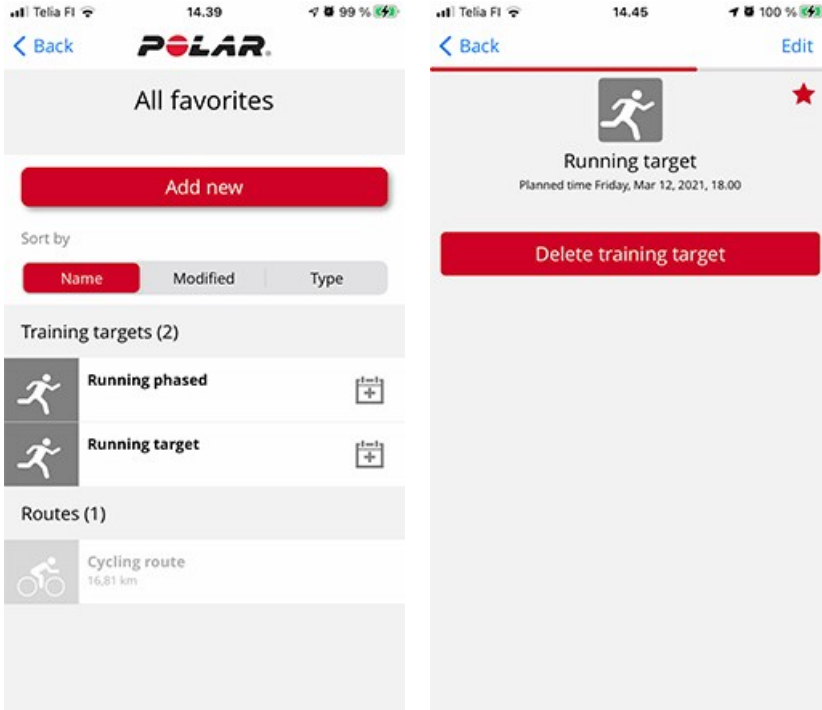 Telia FI 14.39 99 %
Back POLAR.
All favorites
Add new
Sort by
Name Modified Type
Training targets (2)
Running phased
Running target
Routes (1)
Cycling route
16,81 km
Telia FI 14.45 100 %
Back Edit
Running target
Planned time Friday, Mar 12, 2021, 18.00
Delete training target